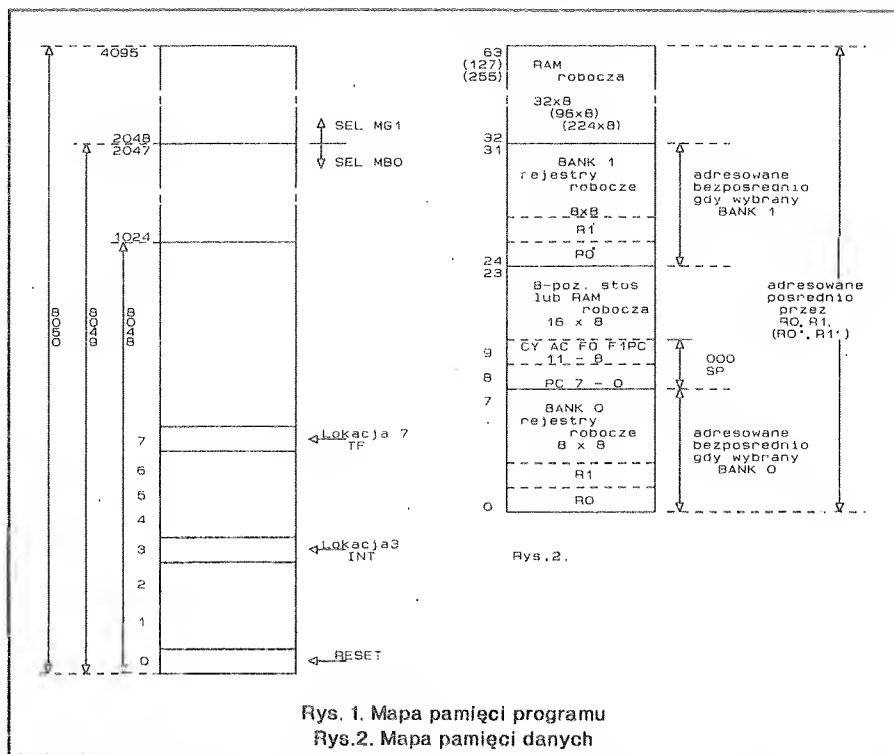 4095
SEL MG1
2048
2047
SEL MB0
1024
8050
8049
8048
7
Lokacja 7
TF
6
5
4
3
Lokacja3
INT
2
1
0
RESET
63
(127)
(255)
RAM
robocza
32x8
(96x8)
(224x8)
32
31
BANK 1
rejestry
robocze
8x8
R1'
R0'
24
23
adresowane
bezposrednio
gdy wybrany
BANK 1
8-poz. stos
lub RAM
robocza
16 x 8
CY AC F0 F1PC
11 - 8
9
8
PC 7 - 0
000
SP
7
BANK 0
rejestry
robocze
8 x 8
R1
R0
0
adresowane
bezposrednio
gdy wybrany
BANK 0
adresowane
posrednio
przez
R0,R1,
(R0',R1')
Rys.2.
Rys. 1. Mapa pamięci programu
Rys.2. Mapa pamięci danych